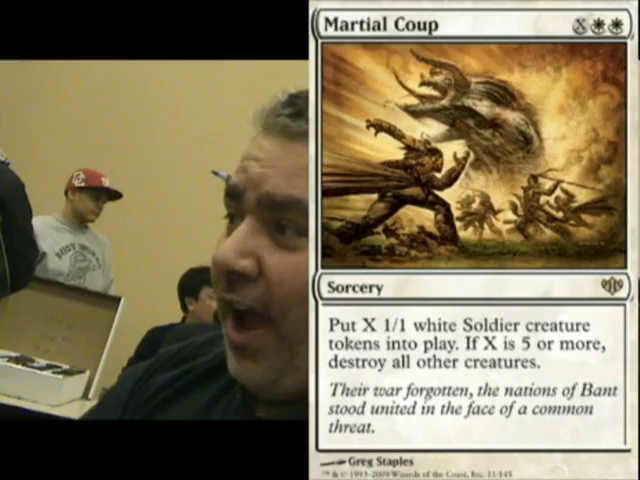 Martial Coup X
Sorcery
Put X 1/1 white Soldier creature
tokens into play. If X is 5 or more,
destroy all other creatures.
Their war forgotten, the nations of Bant
stood united in the face of a common
threat.
Greg Staples
™ & © 1993-2009 Wizards of the Coast, Inc. 11/145